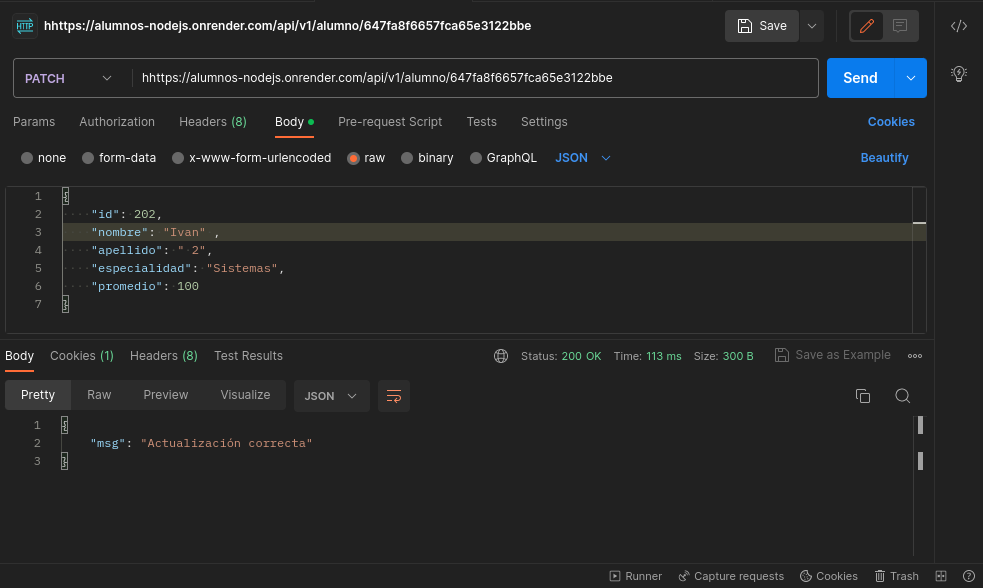 HTTP hhttps://alumnos-nodejs.onrender.com/api/v1/alumno/647fa8f6657fca65e3122bbe Save
PATCH hhttps://alumnos-nodejs.onrender.com/api/v1/alumno/647fa8f6657fca65e3122bbe Send
Params Authorization Headers (8) Body Pre-request Script Tests Settings Cookies
none form-data x-www-form-urlencoded raw binary GraphQL JSON Beautify
1 {
2 ····"id":·202,
3 "nombre": "Ivan" ,
4 ····"apellido":·"·2",
5 ····"especialidad":·"Sistemas",
6 ····"promedio":·100
7 }
Body Cookies (1) Headers (8) Test Results Status: 200 OK Time: 113 ms Size: 300 B Save as Example
Pretty Raw Preview Visualize JSON
1 {
2 "msg": "Actualización correcta"
3 }
Runner Capture requests Cookies Trash